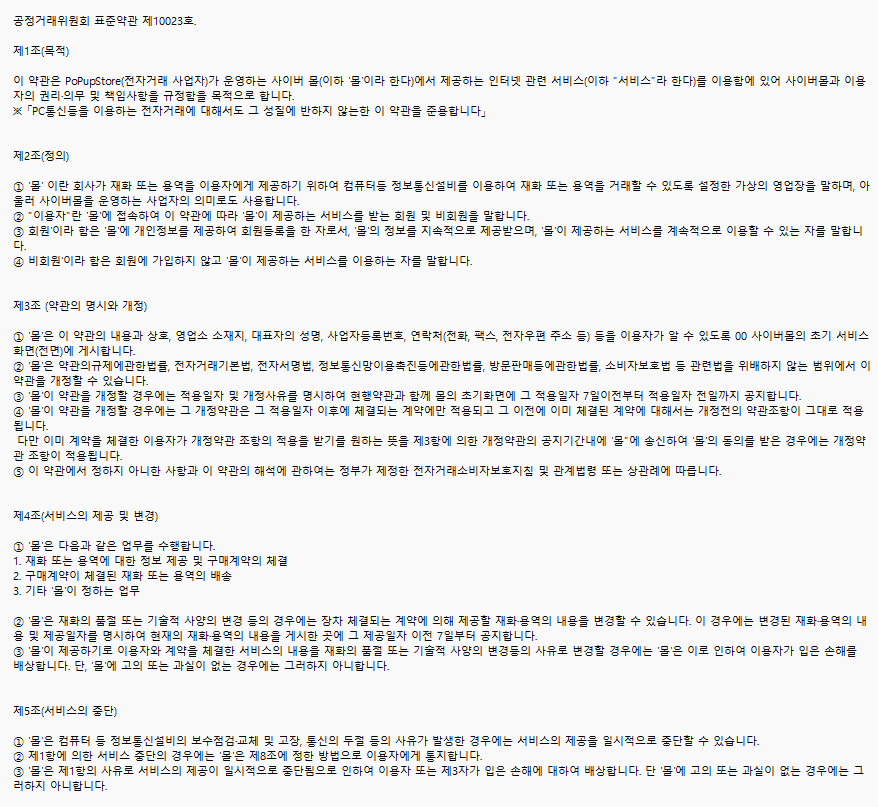 공정거래위원회 표준약관 제10023호.
제1조(목적)
이 약관은 PoPupStore(전자거래 사업자)가 운영하는 사이버 몰(이하 '몰'이라 한다)에서 제공하는 인터넷 관련 서비스(이하 "서비스"라 한다)를 이용함에 있어 사이버몰과 이용
자의 권리·의무 및 책임사항을 규정함을 목적으로 합니다.
※ 「PC통신등을 이용하는 전자거래에 대해서도 그 성질에 반하지 않는한 이 약관을 준용합니다」
제2조(정의)
① '몰' 이란 회사가 재화 또는 용역을 이용자에게 제공하기 위하여 컴퓨터등 정보통신설비를 이용하여 재화 또는 용역을 거래할 수 있도록 설정한 가상의 영업장을 말하며, 아
울러 사이버몰을 운영하는 사업자의 의미로도 사용합니다.
② "이용자"란 '몰'에 접속하여 이 약관에 따라 '몰'이 제공하는 서비스를 받는 회원 및 비회원을 말합니다.
③ 회원'이라 함은 '몰'에 개인정보를 제공하여 회원등록을 한 자로서, '몰'의 정보를 지속적으로 제공받으며, '몰'이 제공하는 서비스를 계속적으로 이용할 수 있는 자를 말합니
다.
④ 비회원'이라 함은 회원에 가입하지 않고 '몰'이 제공하는 서비스를 이용하는 자를 말합니다.
제3조 (약관의 명시와 개정)
① '몰'은 이 약관의 내용과 상호, 영업소 소재지, 대표자의 성명, 사업자등록번호, 연락처(전화, 팩스, 전자우편 주소 등) 등을 이용자가 알 수 있도록 00 사이버몰의 초기 서비스
화면(전면)에 게시합니다.
② '몰'은 약관의규제에관한법률, 전자거래기본법, 전자서명법, 정보통신망이용촉진등에관한법률, 방문판매등에관한법률, 소비자보호법 등 관련법을 위배하지 않는 범위에서 이
약관을 개정할 수 있습니다.
③ '몰'이 약관을 개정할 경우에는 적용일자 및 개정사유를 명시하여 현행약관과 함께 몰의 초기화면에 그 적용일자 7일이전부터 적용일자 전일까지 공지합니다.
④ '몰'이 약관을 개정할 경우에는 그 개정약관은 그 적용일자 이후에 체결되는 계약에만 적용되고 그 이전에 이미 체결된 계약에 대해서는 개정전의 약관조항이 그대로 적용
됩니다.
다만 이미 계약을 체결한 이용자가 개정약관 조항의 적용을 받기를 원하는 뜻을 제3항에 의한 개정약관의 공지기간내에 '몰"에 송신하여 '몰'의 동의를 받은 경우에는 개정약
관 조항이 적용됩니다.
⑤ 이 약관에서 정하지 아니한 사항과 이 약관의 해석에 관하여는 정부가 제정한 전자거래소비자보호지침 및 관계법령 또는 상관례에 따릅니다.
제4조(서비스의 제공 및 변경)
① '몰'은 다음과 같은 업무를 수행합니다.
1. 재화 또는 용역에 대한 정보 제공 및 구매계약의 체결
2. 구매계약이 체결된 재화 또는 용역의 배송
3. 기타 '몰'이 정하는 업무
② '몰'은 재화의 품절 또는 기술적 사양의 변경 등의 경우에는 장차 체결되는 계약에 의해 제공할 재화·용역의 내용을 변경할 수 있습니다. 이 경우에는 변경된 재화·용역의 내
용 및 제공일자를 명시하여 현재의 재화·용역의 내용을 게시한 곳에 그 제공일자 이전 7일부터 공지합니다.
③ '몰'이 제공하기로 이용자와 계약을 체결한 서비스의 내용을 재화의 품절 또는 기술적 사양의 변경등의 사유로 변경할 경우에는 '몰'은 이로 인하여 이용자가 입은 손해를
배상합니다. 단, '몰'에 고의 또는 과실이 없는 경우에는 그러하지 아니합니다.
제5조(서비스의 중단)
① '몰'은 컴퓨터 등 정보통신설비의 보수점검·교체 및 고장, 통신의 두절 등의 사유가 발생한 경우에는 서비스의 제공을 일시적으로 중단할 수 있습니다.
② 제1항에 의한 서비스 중단의 경우에는 '몰'은 제8조에 정한 방법으로 이용자에게 통지합니다.
③ '몰'은 제1항의 사유로 서비스의 제공이 일시적으로 중단됨으로 인하여 이용자 또는 제3자가 입은 손해에 대하여 배상합니다. 단 '몰'에 고의 또는 과실이 없는 경우에는 그
러하지 아니합니다.